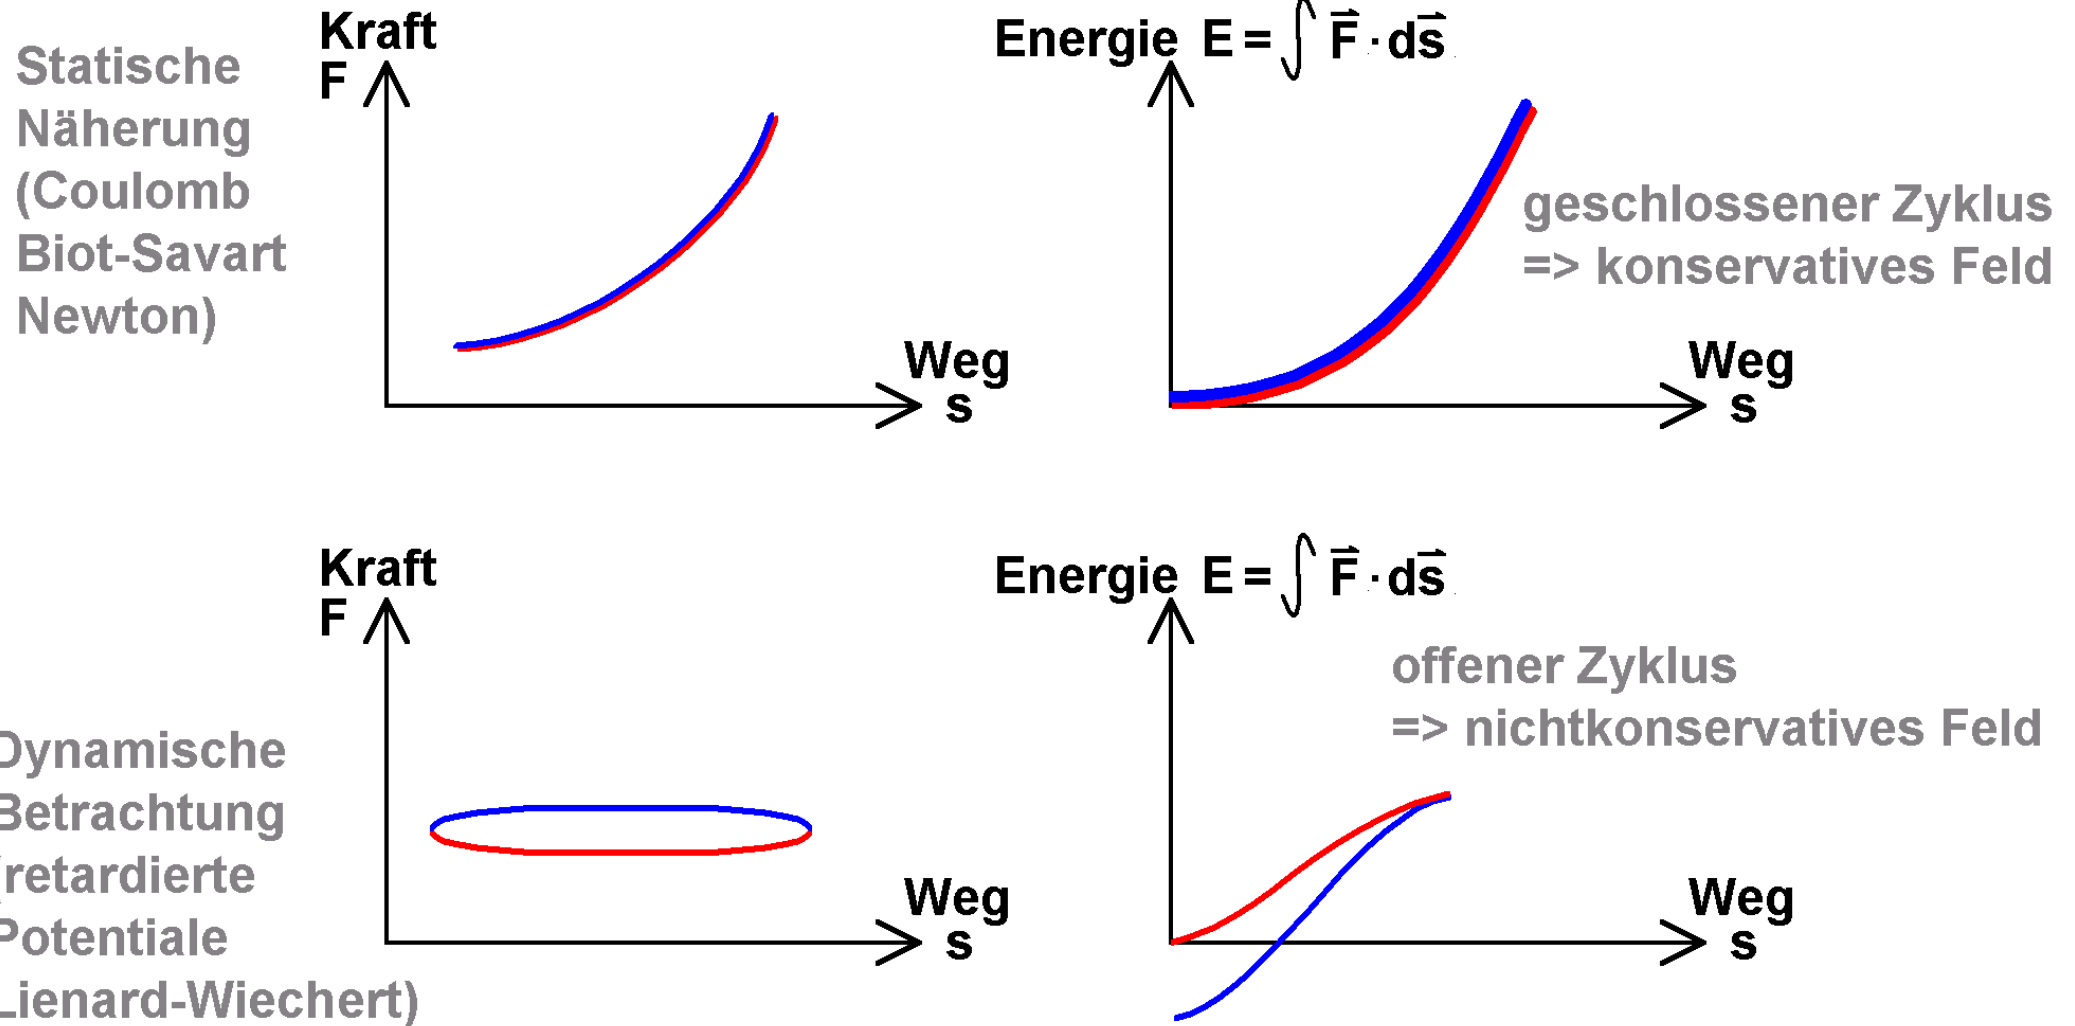 Statische
Näherung
(Coulomb
Biot-Savart
Newton)
Kraft
F
Weg
s
Energie E = ∫ F⃗ · ds⃗
geschlossener Zyklus
=> konservatives Feld
Weg
s
Dynamische
Betrachtung
(retardierte
Potentiale
Lienard-Wiechert)
Kraft
F
Weg
s
Energie E = ∫ F⃗ · ds⃗
offener Zyklus
=> nichtkonservatives Feld
Weg
s